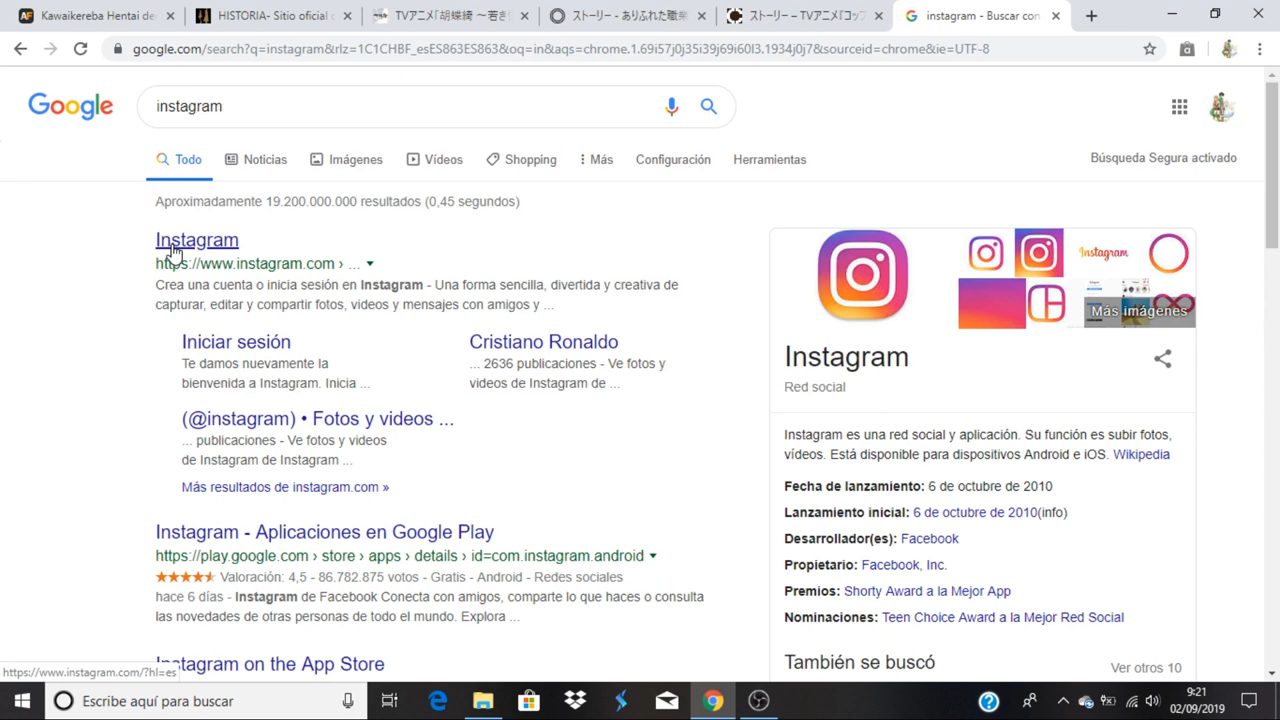 Kawaikereba Hentai de
HISTORIA- Sitio oficial
TVアニメ「胡蝶綺 〜若き
ストーリー - ありふれた職業
ストーリー – TVアニメ『コップ
instagram - Buscar con
google.com/search?q=instagram&rlz=1C1CHBF_esES863ES863&oq=in&aqs=chrome.1.69i57j0j35i39j69i60l3.1934j0j7&sourceid=chrome&ie=UTF-8
Google
instagram
Todo
Noticias
Imágenes
Vídeos
Shopping
Más
Configuración
Herramientas
Búsqueda Segura activado
Aproximadamente 19.200.000.000 resultados (0,45 segundos)
Instagram
https://www.instagram.com › ...
Crea una cuenta o inicia sesión en Instagram - Una forma sencilla, divertida y creativa de
capturar, editar y compartir fotos, videos y mensajes con amigos y ...
Iniciar sesión
Te damos nuevamente la
bienvenida a Instagram. Inicia ...
Cristiano Ronaldo
... 2636 publicaciones - Ve fotos y
videos de Instagram de ...
(@instagram) • Fotos y videos ...
... publicaciones - Ve fotos y videos
de Instagram de Instagram ...
Más resultados de instagram.com »
Instagram - Aplicaciones en Google Play
https://play.google.com › store › apps › details › id=com.instagram.android
Valoración: 4,5 - 86.782.875 votos - Gratis - Android - Redes sociales
hace 6 días - Instagram de Facebook Conecta con amigos, comparte lo que haces o consulta
las novedades de otras personas de todo el mundo. Explora ...
Instagram on the App Store
Instagram
Más imágenes
Instagram
Red social
Instagram es una red social y aplicación. Su función es subir fotos,
vídeos. Está disponible para dispositivos Android e iOS. Wikipedia
Fecha de lanzamiento: 6 de octubre de 2010
Lanzamiento inicial: 6 de octubre de 2010(info)
Desarrollador(es): Facebook
Propietario: Facebook, Inc.
Premios: Shorty Award a la Mejor App
Nominaciones: Teen Choice Award a la Mejor Red Social
También se buscó
Ver otros 10
https://www.instagram.com/?hl=es
Escribe aquí para buscar
9:21
02/09/2019